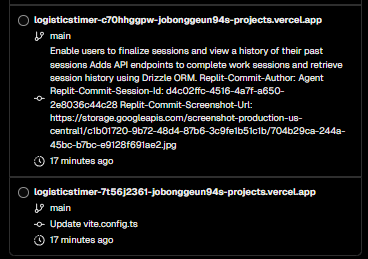 logisticstimer-c70hhggpw-jobonggeun94s-projects.vercel.app
main
Enable users to finalize sessions and view a history of their past
sessions Adds API endpoints to complete work sessions and retrieve
session history using Drizzle ORM. Replit-Commit-Author: Agent
Replit-Commit-Session-Id: d4c02ffc-4516-4a7f-a650-
2e8036c44c28 Replit-Commit-Screenshot-Url:
https://storage.googleapis.com/screenshot-production-us-
central1/c1b01720-9b72-48d4-87b6-3c9fe1b51c1b/704b29ca-244a-
45bc-b7bc-e9128f691ae2.jpg
17 minutes ago
logisticstimer-7t56j2361-jobonggeun94s-projects.vercel.app
main
Update vite.config.ts
17 minutes ago